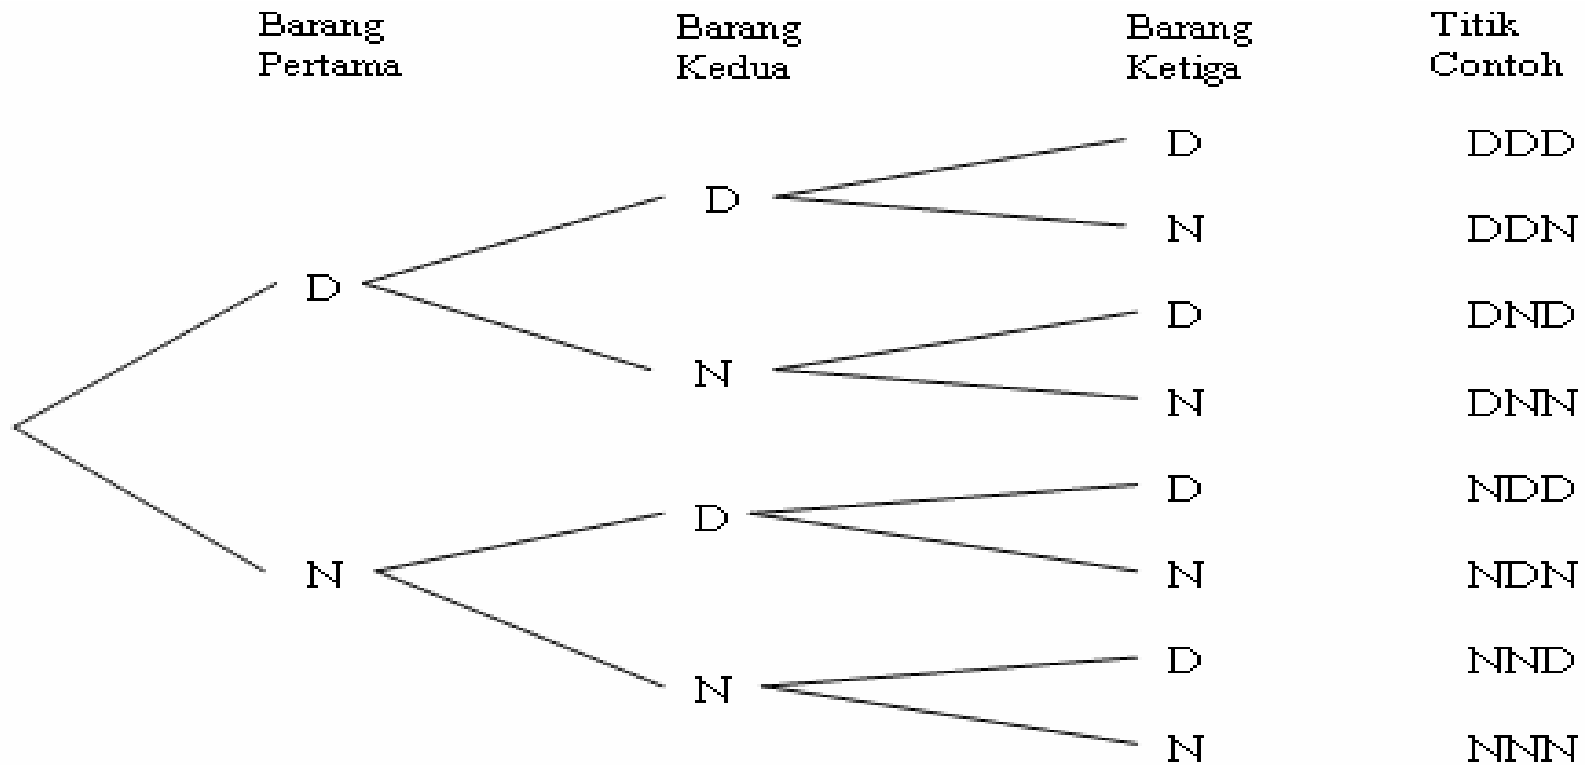 Barang Pertama
Barang Kedua
Barang Ketiga
Titik Contoh
D DDD
D
N DDN
D
D DND
N
N DNN
D NDD
D
N NDN
N
D NND
N
N NNN